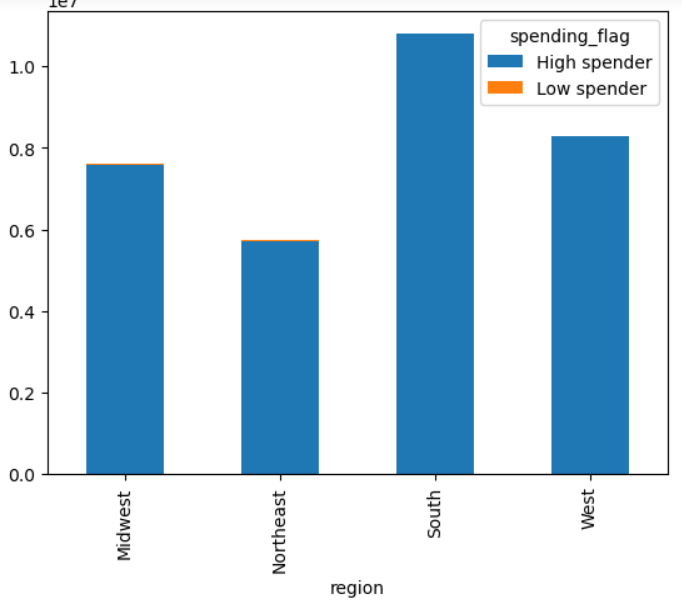 1e7
spending_flag
High spender
Low spender
1.0
0.8
0.6
0.4
0.2
0.0
Midwest
Northeast
South
West
region